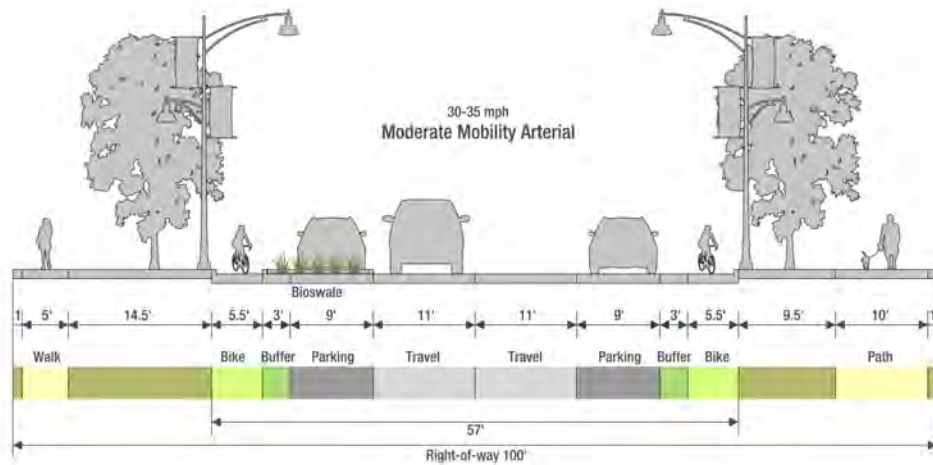 30-35 mph
Moderate Mobility Arterial
Bioswale
1 5' 14.5' 5.5' 3' 9' 11' 11' 9' 3' 5.5' 9.5' 10' 1'
Walk Bike Buffer Parking Travel Travel Parking Buffer Bike Path
57'
Right-of-way 100'